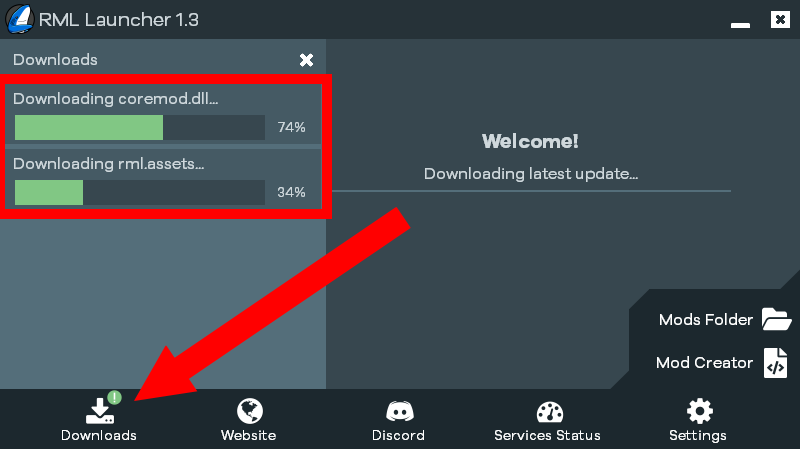 RML Launcher 1.3
Downloads
Downloading coremod.dll...
74%
Downloading rml.assets...
34%
Welcome!
Downloading latest update...
Mods Folder
Mod Creator
Downloads
Website
Discord
Services Status
Settings